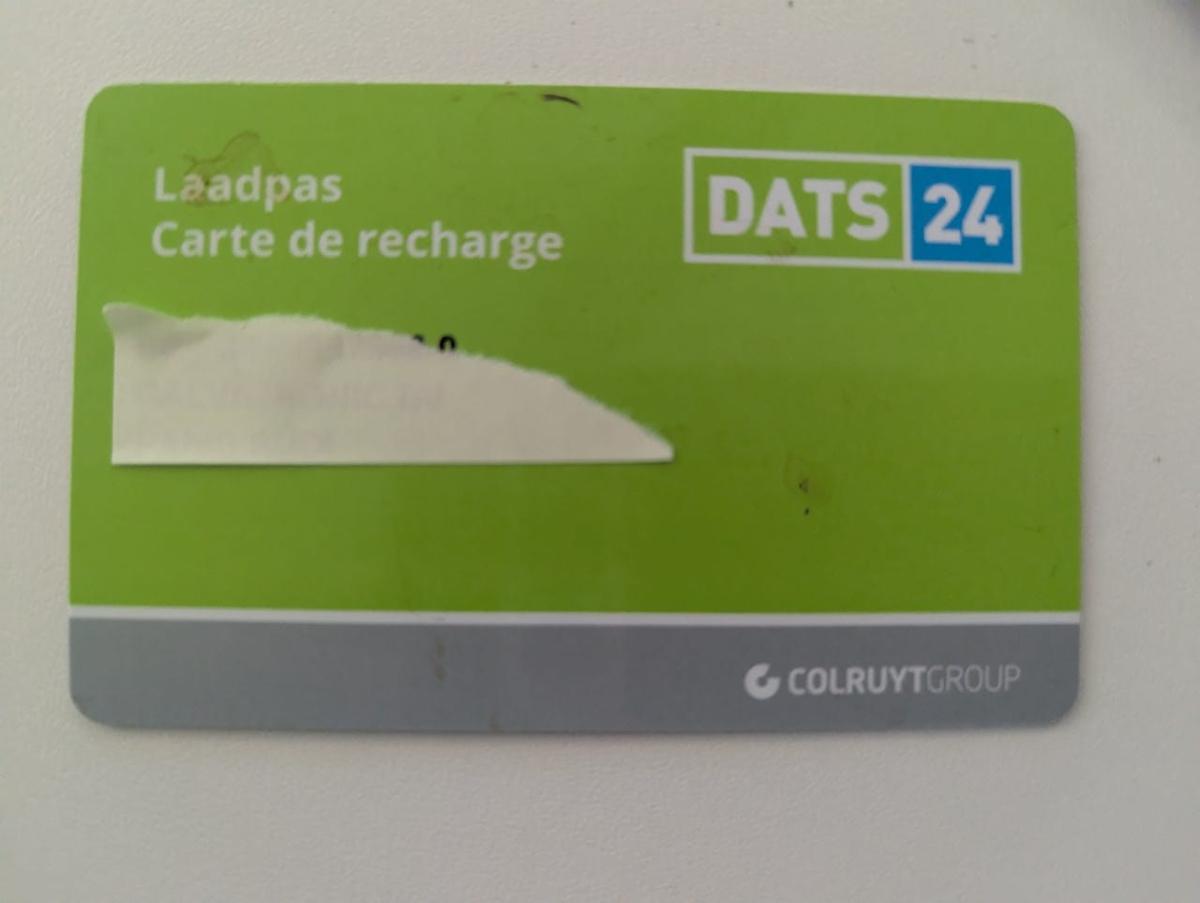 Laadpas
Carte de recharge
DATS 24
COLRUYTGROUP